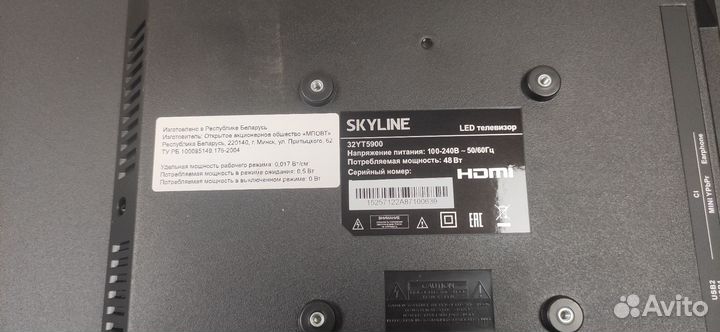 Изготовлено в Республике Беларусь
Изготовитель: Открытое акционерное общество «МПОВТ»
Республика Беларусь, 220140, г. Минск, ул. Притыцкого, 62
ТУ РБ 100085149.176-2004
Удельная мощность рабочего режима: 0,017 Вт/см
Потребляемая мощность в режиме ожидания: 0,5 Вт
Потребляемая мощность в выключенном режиме: 0 Вт
SKYLINE
LED телевизор
32YT5900
Напряжение питания: 100-240В ~ 50/60Гц
Потребляемая мощность: 48 Вт
Серийный номер:
HDMI
15257122A87100639
ВНИМАНИЕ
EAC
CAUTION
Earphone
CI
MINI YPbPr
USB2
Avito